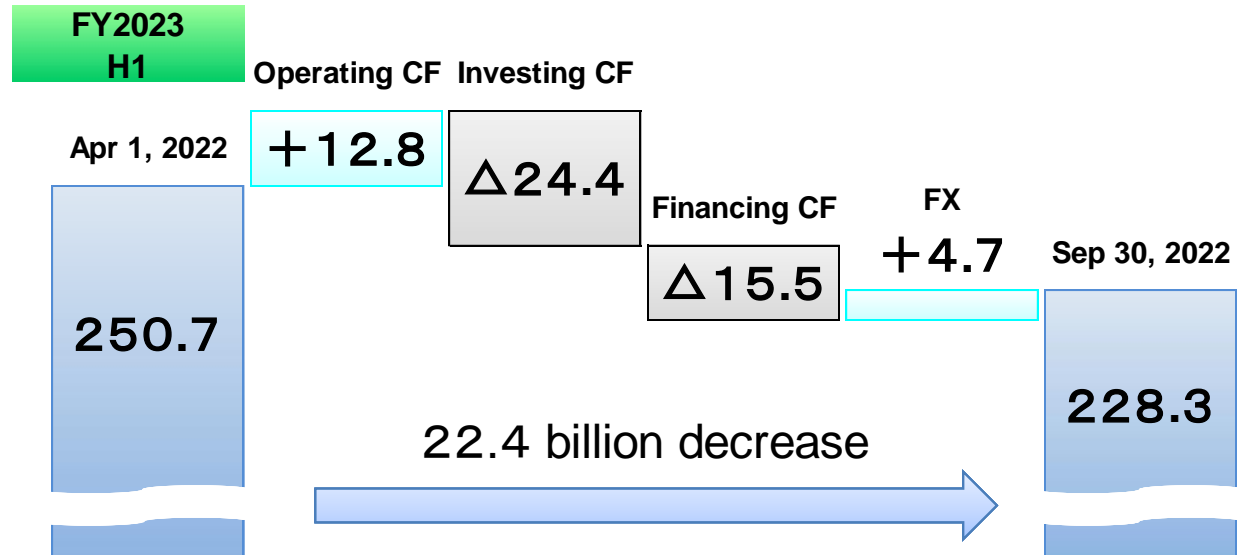 FY2023
H1
Operating CF
Investing CF
Apr 1, 2022
＋12.8
△24.4
Financing CF
FX
△15.5
＋4.7
Sep 30, 2022
250.7
228.3
22.4 billion decrease